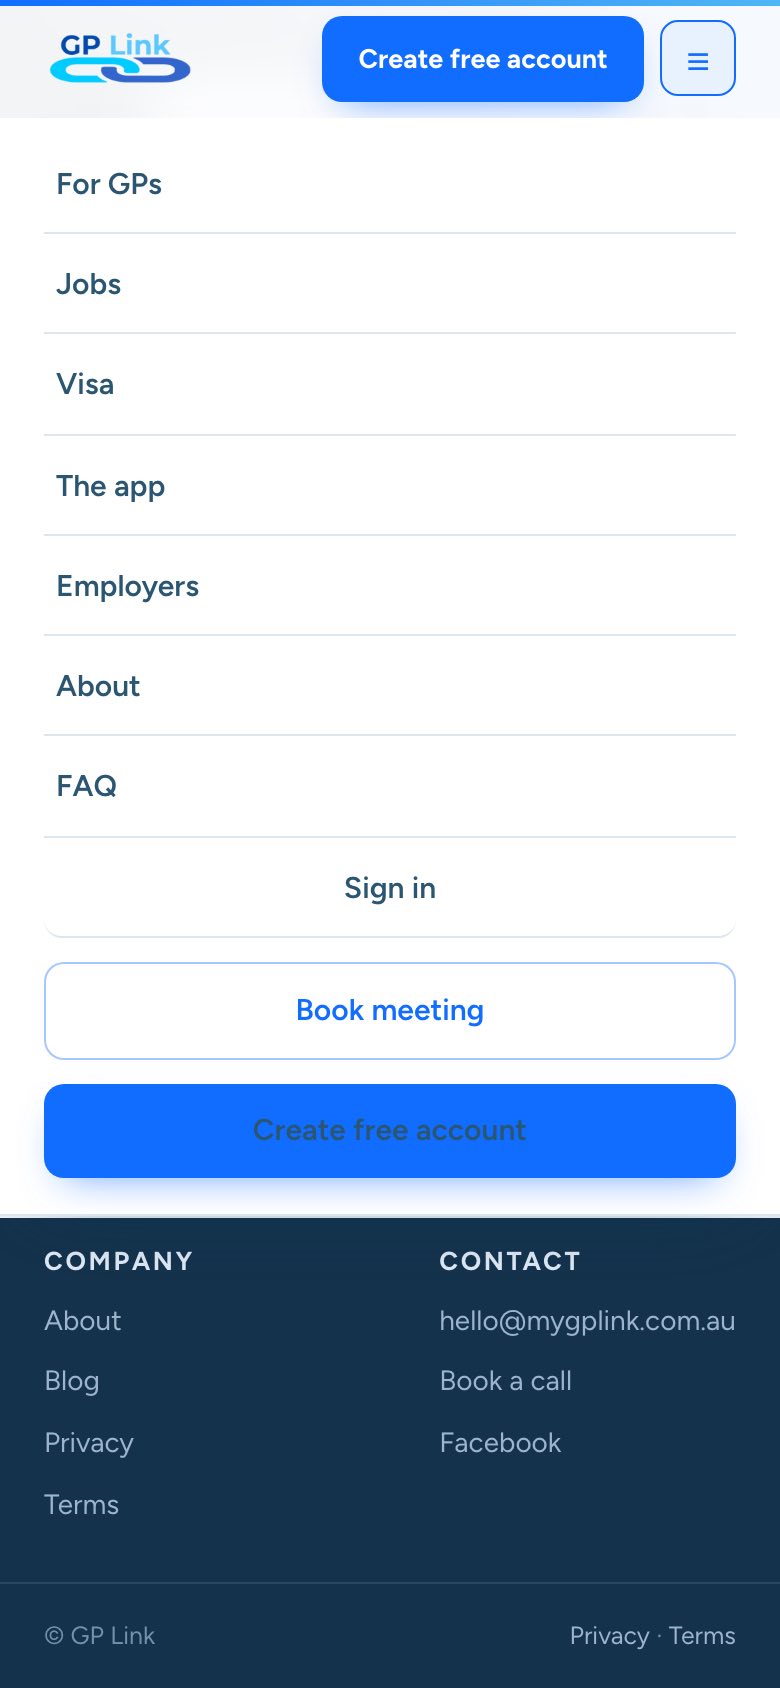 GP Link
Create free account
For GPs
Jobs
Visa
The app
Employers
About
FAQ
Sign in
Book meeting
Create free account
COMPANY
About
Blog
Privacy
Terms
CONTACT
hello@mygplink.com.au
Book a call
Facebook
© GP Link
Privacy · Terms